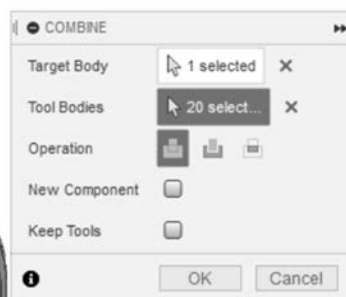 COMBINE
Target Body 1 selected
Tool Bodies 20 select...
Operation
New Component
Keep Tools
OK Cancel